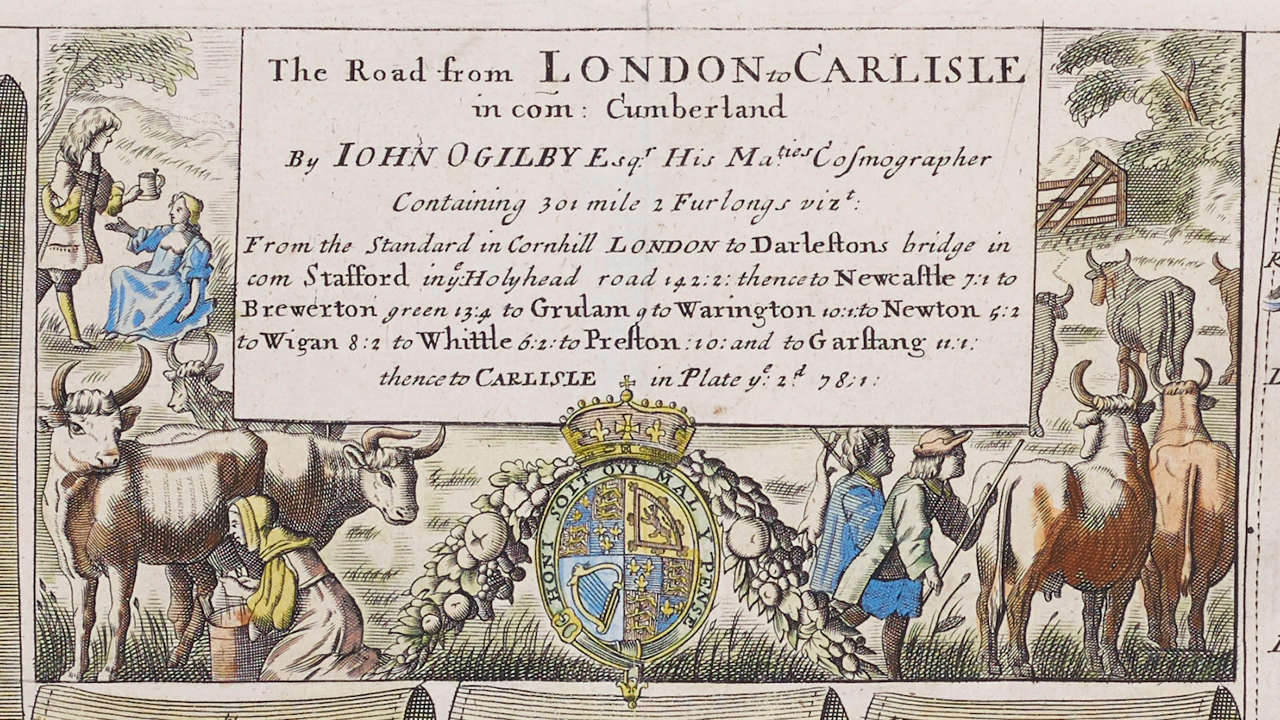 The Road from LONDON to CARLISLE
in com̃: Cumberland
By IOHN OGILBY Esqʳ His Maᵗⁱᵉˢ Coſmographer
Containing 301 mile 2 Furlongs vizᵗ:
From the Standard in Cornhill LONDON to Darleſtons bridge in
com Stafford in yᵉ Holyhead road 142:2: thence to Newcaſtle 7:1 to
Brewerton green 13:4 to Grulam 9 to Warington 10:1: to Newton 5:2
to Wigan 8:2 to Whittle 6:2: to Preſton :10: and to Garſtang 11:1:
thence to CARLISLE in Plate yᵉ. 2ᵈ 78:1:
HONI SOIT QVI MAL Y PENSE